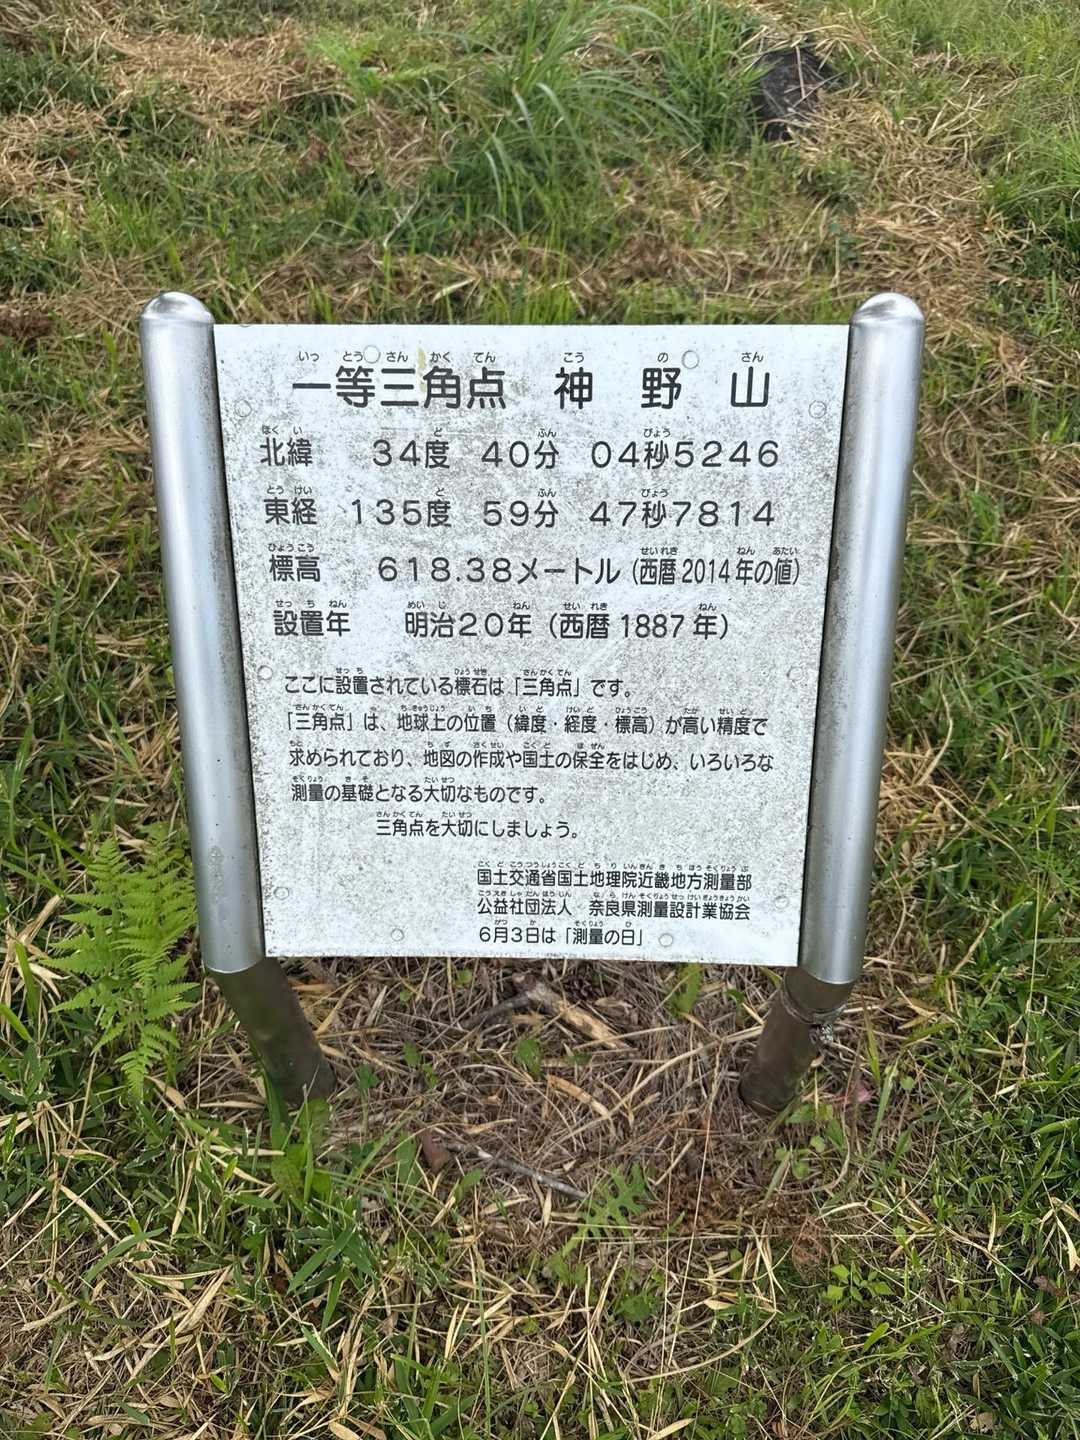 一等三角点 神野山
北緯 34度 40分 04秒5246
東経 135度 59分 47秒7814
標高 618.38メートル(西暦2014年の値)
設置年 明治20年(西暦1887年)
ここに設置されている標石は「三角点」です。
「三角点」は、地球上の位置(緯度・経度・標高)が高い精度で
求められており、地図の作成や国土の保全をはじめ、いろいろな
測量の基礎となる大切なものです。
三角点を大切にしましょう。
国土交通省国土地理院近畿地方測量部
公益社団法人 奈良県測量設計業協会
6月3日は「測量の日」